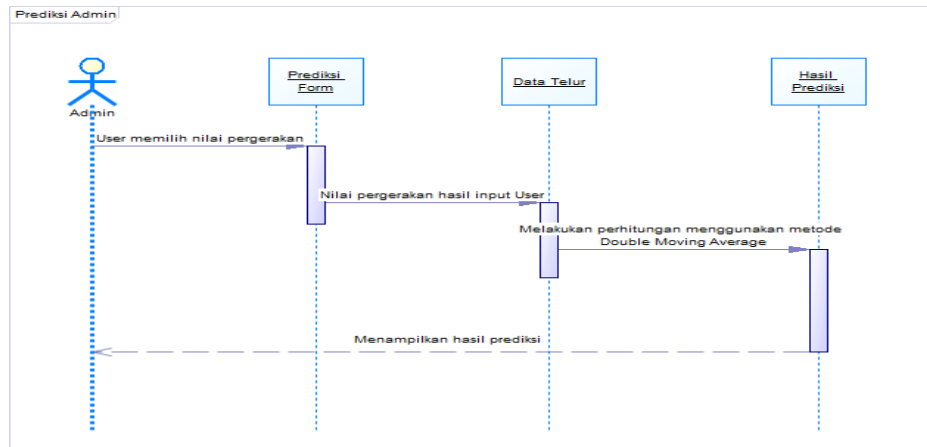 Prediksi Admin
Prediksi
Form
Data Telur
Hasil
Prediksi
Admin
User memilih nilai pergerakan
Nilai pergerakan hasil input User
Melakukan perhitungan menggunakan metode
Double Moving Average
Menampilkan hasil prediksi